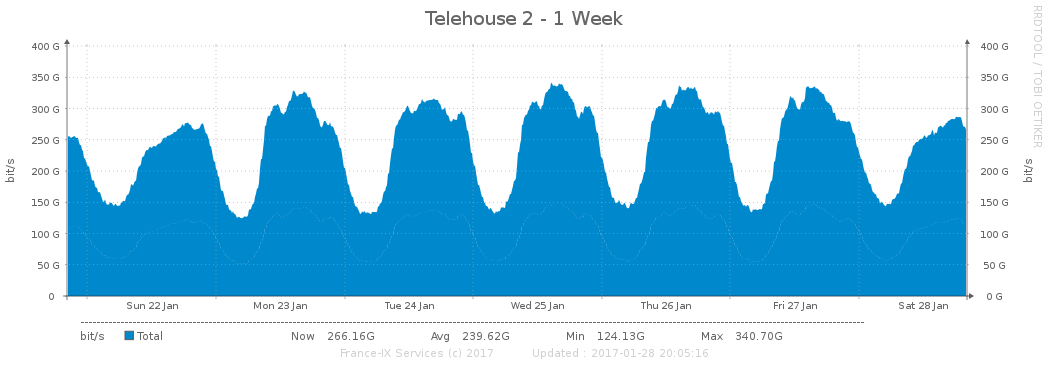 Telehouse 2 - 1 Week
RRDTOOL / TOBI OETIKER
400 G 400 G
350 G 350 G
300 G 300 G
250 G 250 G
200 G 200 G
150 G 150 G
100 G 100 G
50 G 50 G
0 0 G
bit/s
bit/s
Sun 22 Jan Mon 23 Jan Tue 24 Jan Wed 25 Jan Thu 26 Jan Fri 27 Jan Sat 28 Jan
bit/s Total Now 266.16G Avg 239.62G Min 124.13G Max 340.70G
France-IX Services (c) 2017 Updated : 2017-01-28 20:05:16